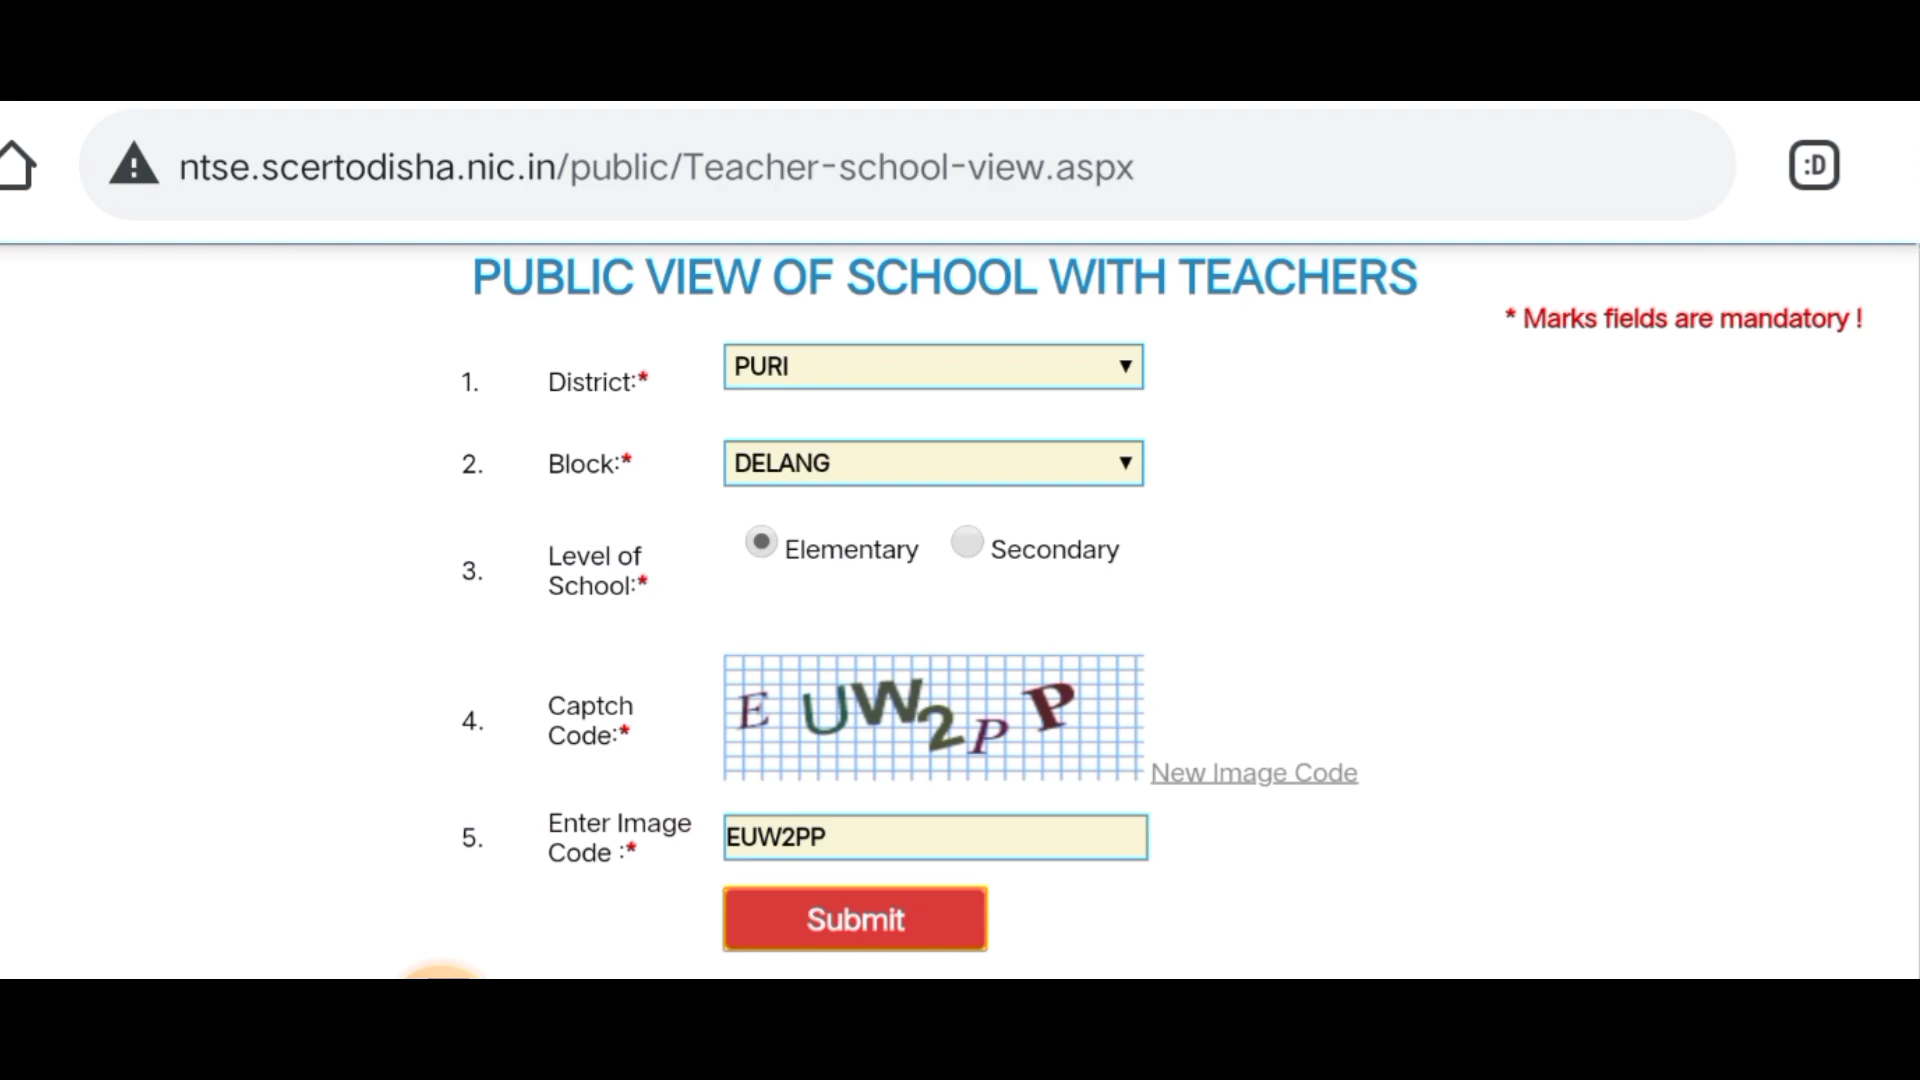 ntse.scertodisha.nic.in/public/Teacher-school-view.aspx
:D
PUBLIC VIEW OF SCHOOL WITH TEACHERS
* Marks fields are mandatory !
1. District:* PURI
2. Block:* DELANG
3. Level of School:* Elementary Secondary
4. Captch Code:* E U W 2 P P New Image Code
5. Enter Image Code :* EUW2PP
Submit